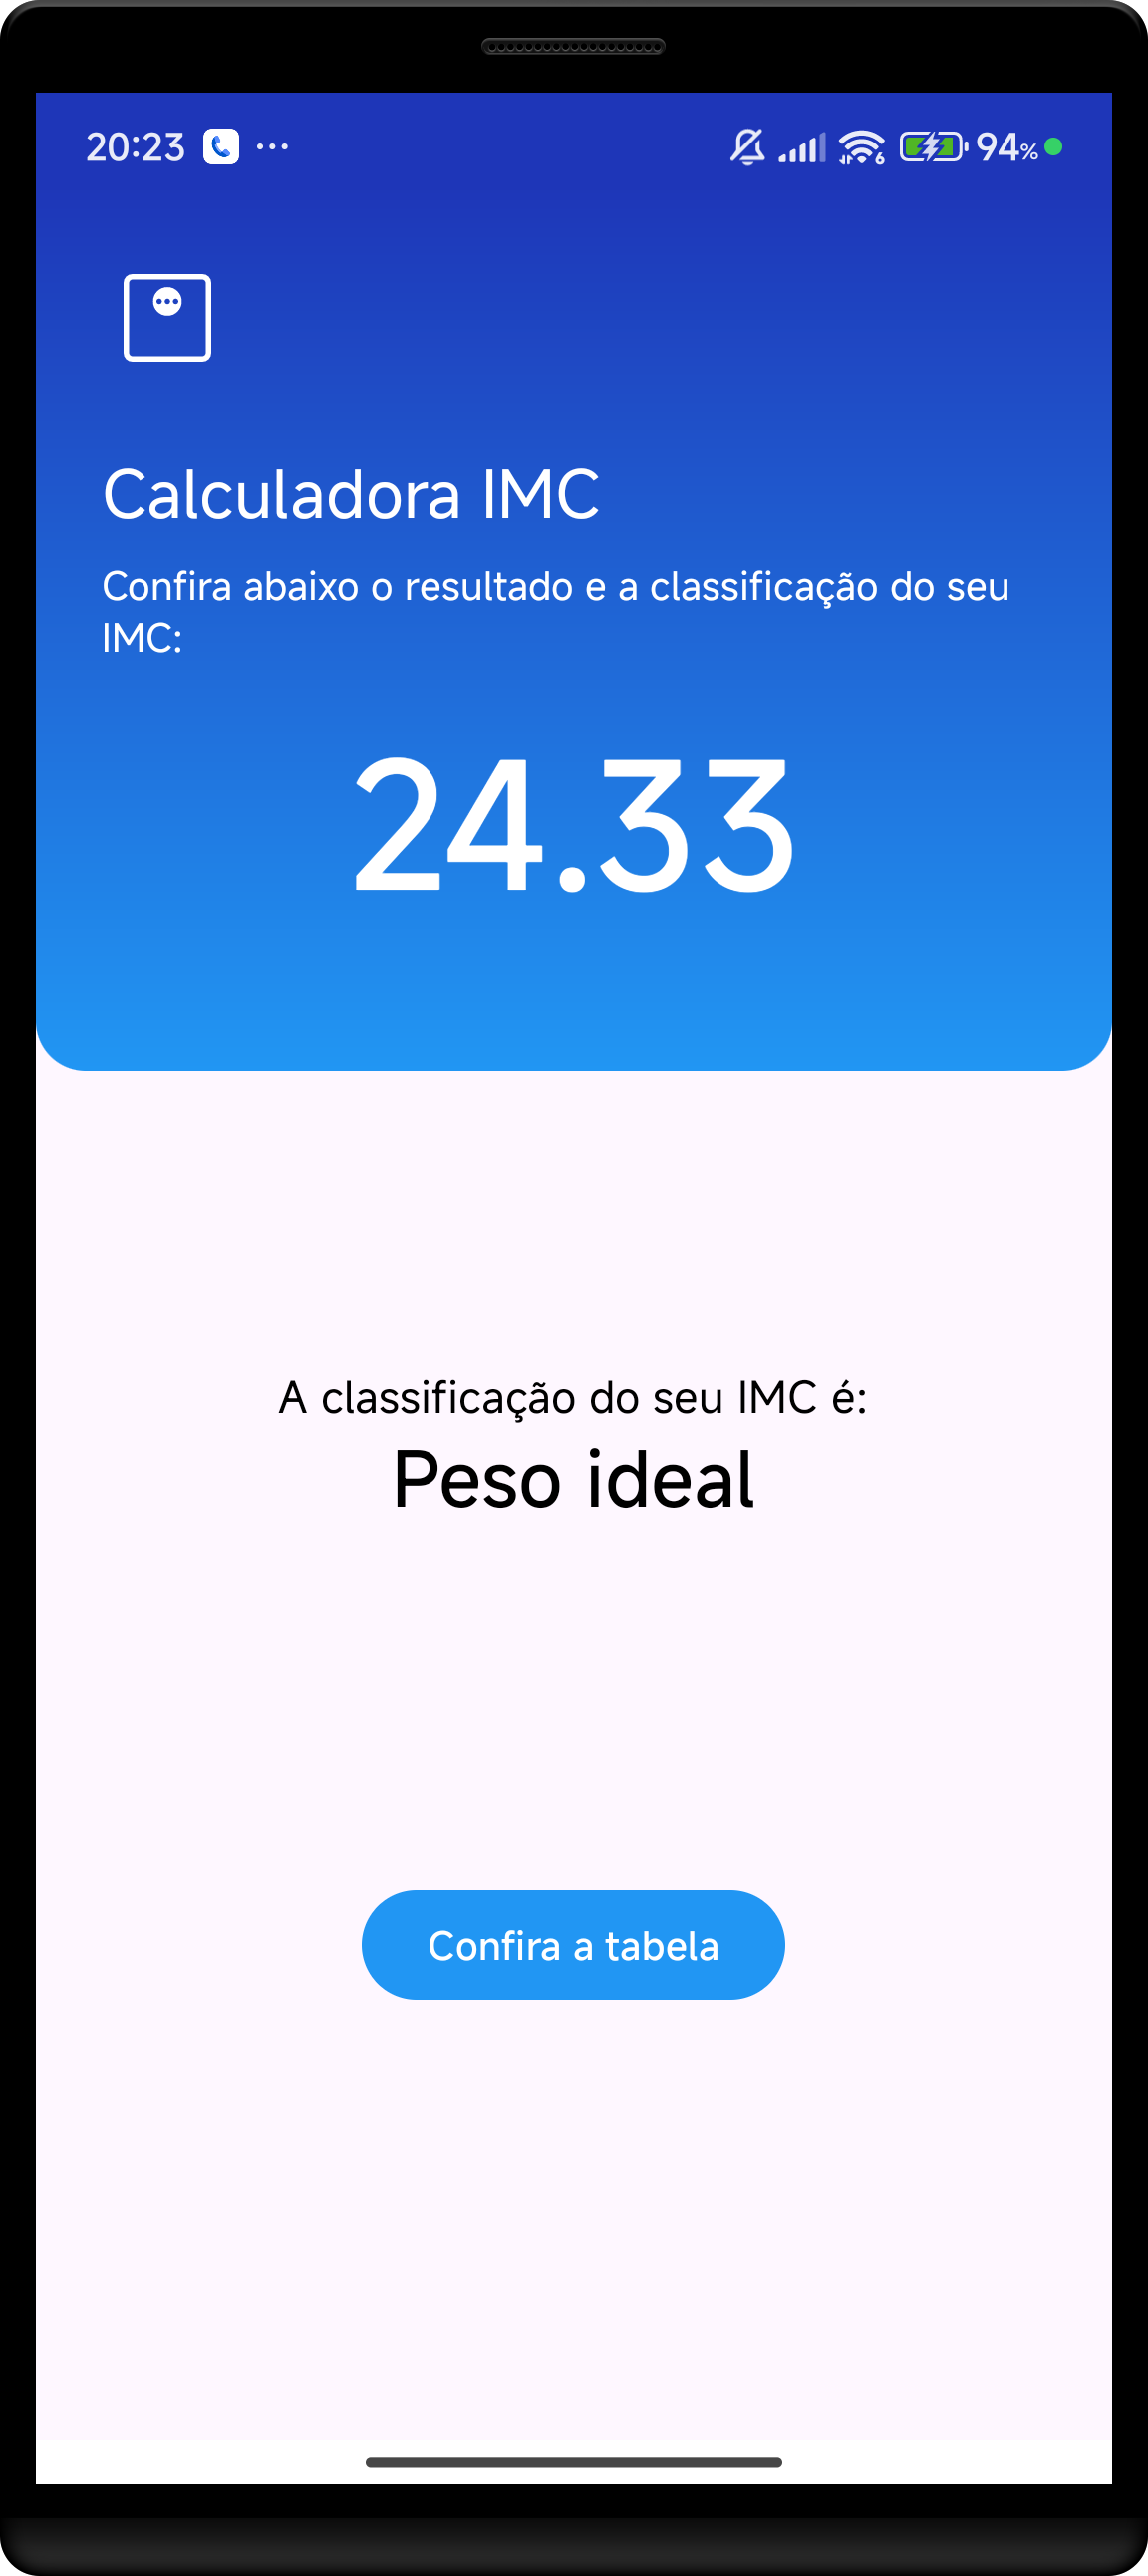 20:23 ... 6 94%
Calculadora IMC
Confira abaixo o resultado e a classificação do seu
IMC:
24.33
A classificação do seu IMC é:
Peso ideal
Confira a tabela